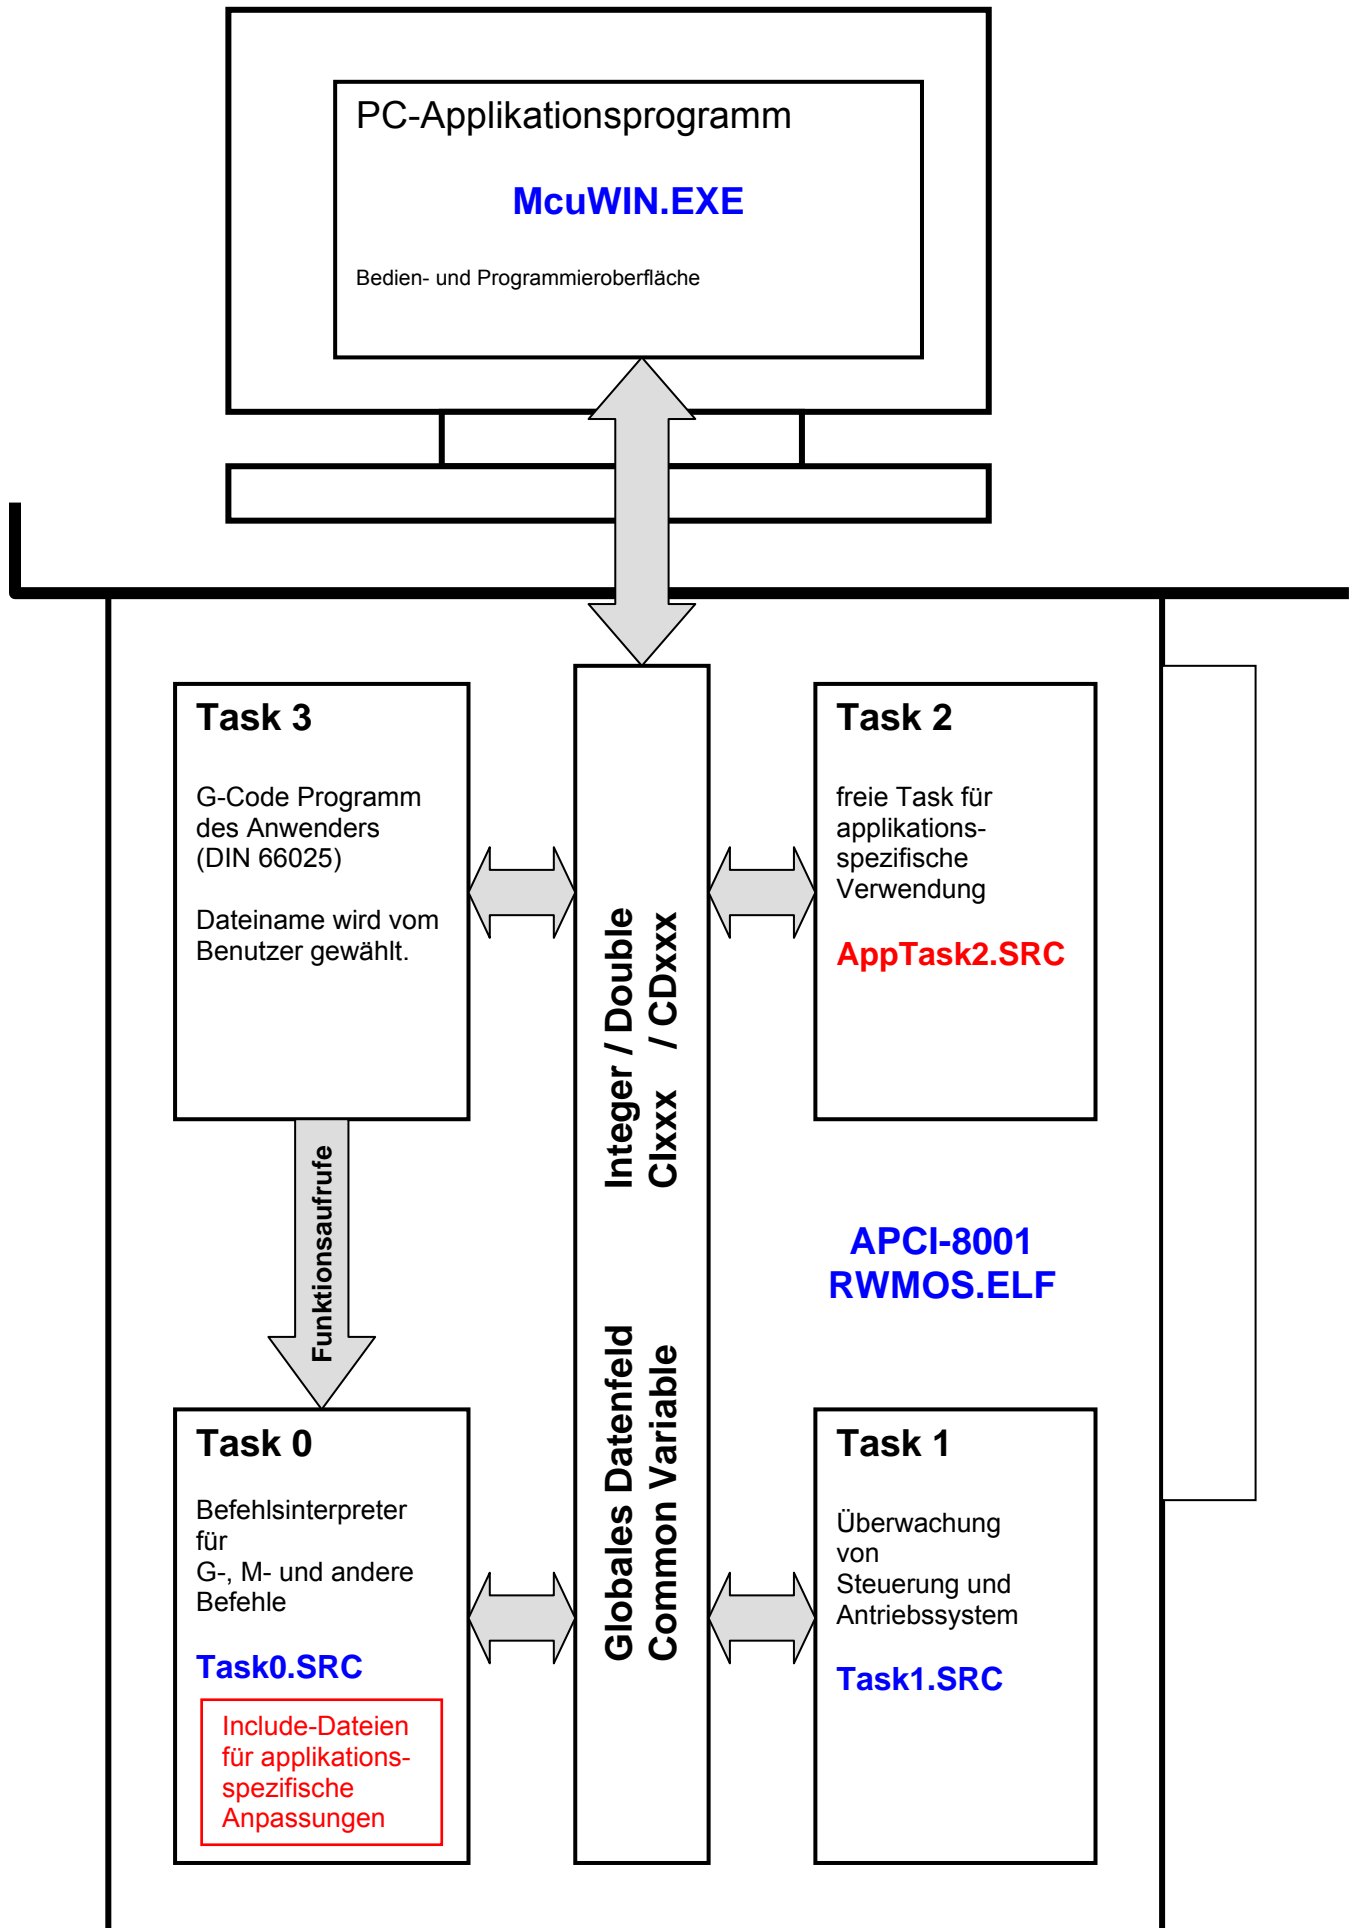 PC-Applikationsprogramm
McuWIN.EXE
Bedien- und Programmieroberfläche
Task 3
G-Code Programm
des Anwenders
(DIN 66025)
Dateiname wird vom
Benutzer gewählt.
Task 2
freie Task für
applikations-
spezifische
Verwendung
AppTask2.SRC
Globales Datenfeld Integer / Double
Common Variable CIxxx / CDxxx
Funktionsaufrufe
APCI-8001
RWMOS.ELF
Task 0
Befehlsinterpreter
für
G-, M- und andere
Befehle
Task0.SRC
Include-Dateien
für applikations-
spezifische
Anpassungen
Task 1
Überwachung
von
Steuerung und
Antriebssystem
Task1.SRC